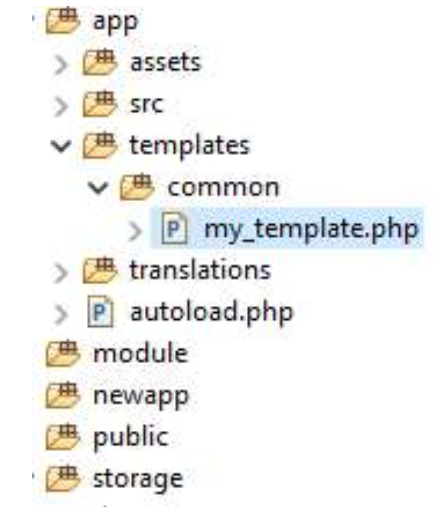 app
assets
src
templates
common
my_template.php
translations
autoload.php
module
newapp
public
storage